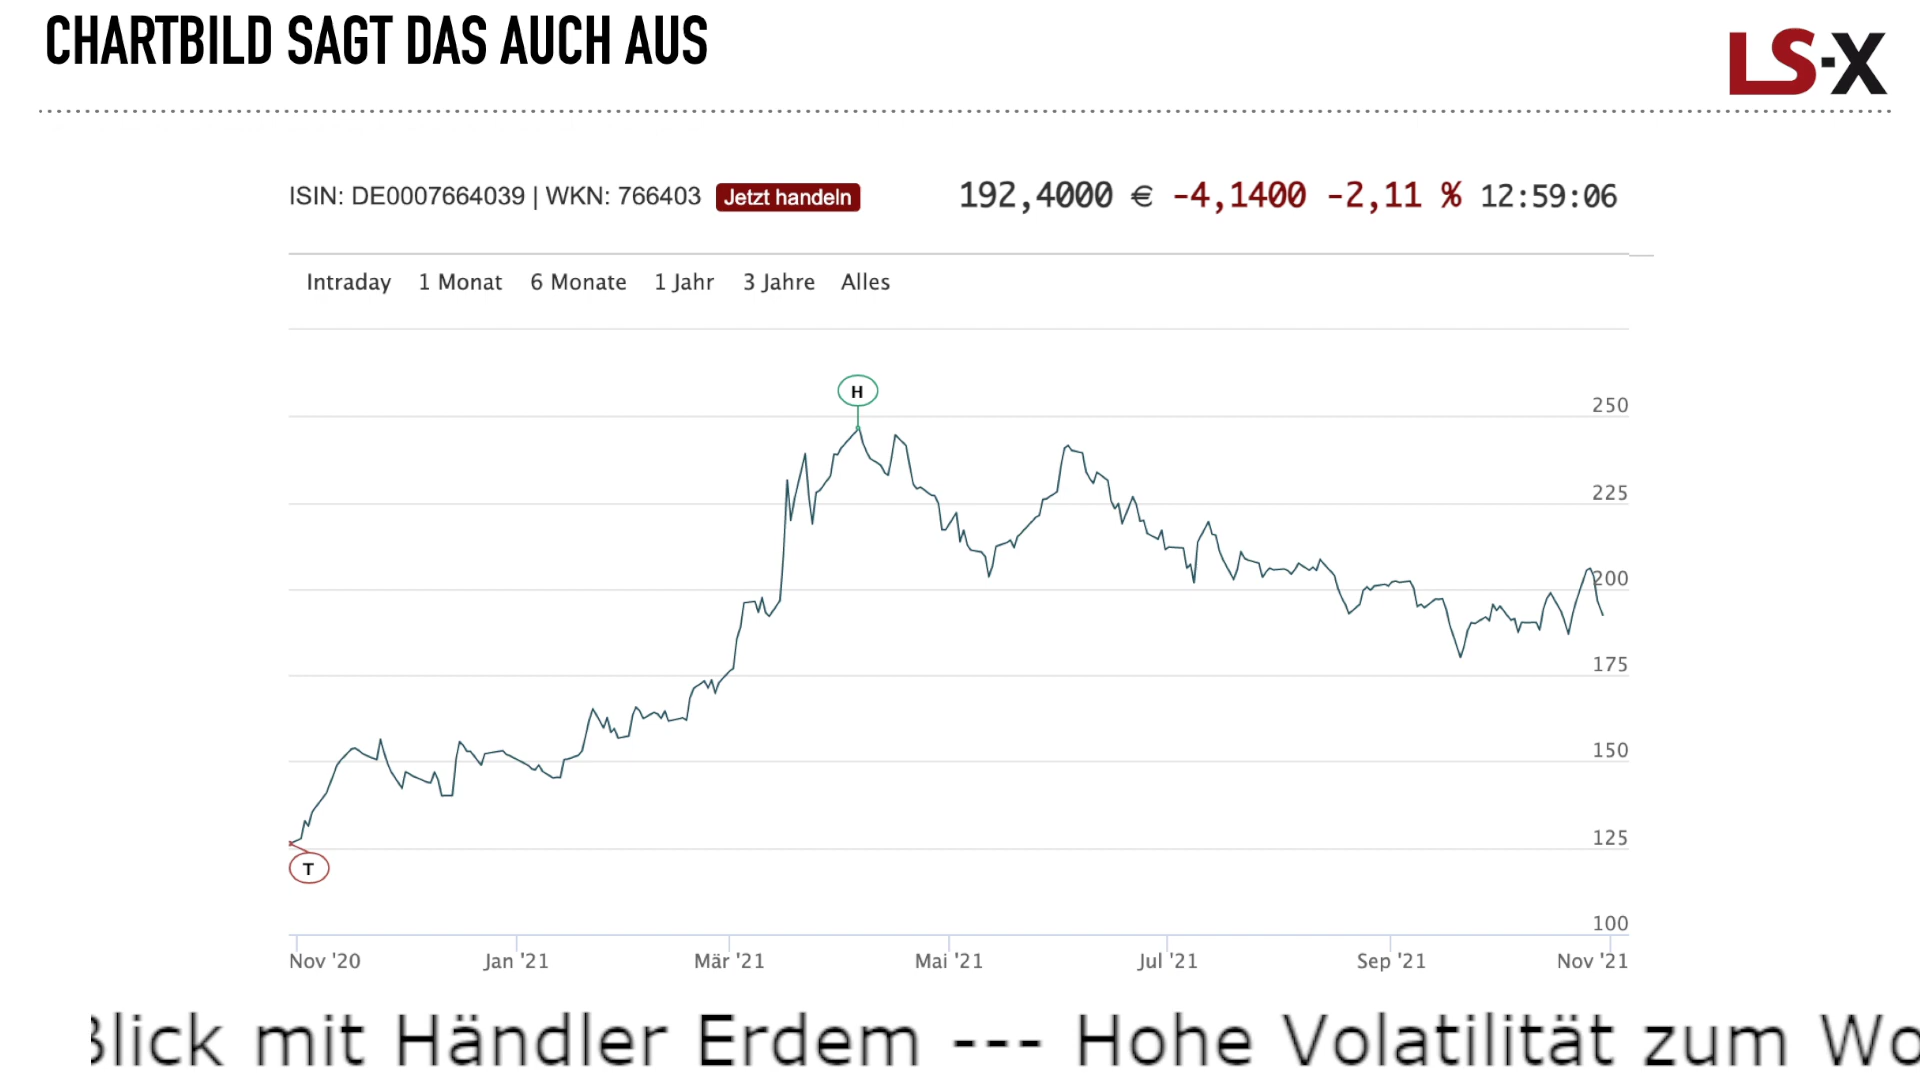 CHARTBILD SAGT DAS AUCH AUS
LS-X
ISIN: DE0007664039 | WKN: 766403 Jetzt handeln 192,4000 € -4,1400 -2,11 % 12:59:06
Intraday 1 Monat 6 Monate 1 Jahr 3 Jahre Alles
H
250
225
200
175
150
125
T
100
Nov '20 Jan '21 Mär '21 Mai '21 Jul '21 Sep '21 Nov '21
Blick mit Händler Erdem --- Hohe Volatilität zum Wo